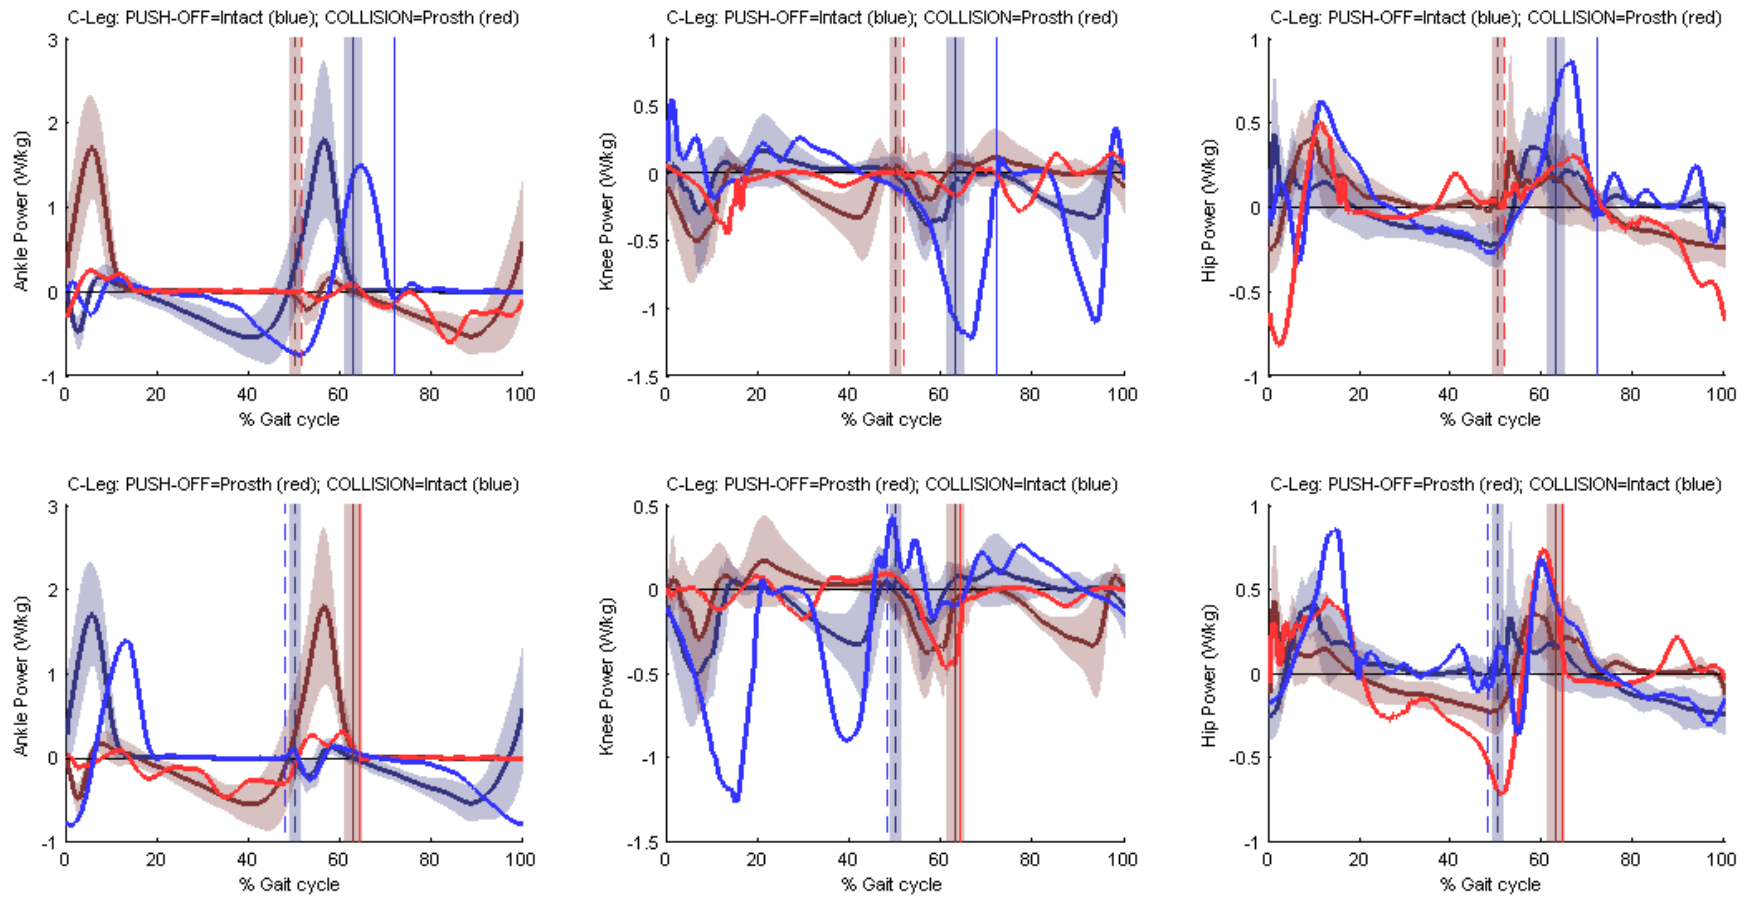 C-Leg: PUSH-OFF=Intact (blue); COLLISION=Prosth (red)
3
2
1
0
-1
Ankle Power (W/kg)
0 20 40 60 80 100
% Gait cycle
C-Leg: PUSH-OFF=Intact (blue); COLLISION=Prosth (red)
1
0.5
0
-0.5
-1
-1.5
Knee Power (W/kg)
0 20 40 60 80 100
% Gait cycle
C-Leg: PUSH-OFF=Intact (blue); COLLISION=Prosth (red)
1
0.5
0
-0.5
-1
Hip Power (W/kg)
0 20 40 60 80 100
% Gait cycle
C-Leg: PUSH-OFF=Prosth (red); COLLISION=Intact (blue)
3
2
1
0
-1
Ankle Power (W/kg)
0 20 40 60 80 100
% Gait cycle
C-Leg: PUSH-OFF=Prosth (red); COLLISION=Intact (blue)
0.5
0
-0.5
-1
-1.5
Knee Power (W/kg)
0 20 40 60 80 100
% Gait cycle
C-Leg: PUSH-OFF=Prosth (red); COLLISION=Intact (blue)
1
0.5
0
-0.5
-1
Hip Power (W/kg)
0 20 40 60 80 100
% Gait cycle